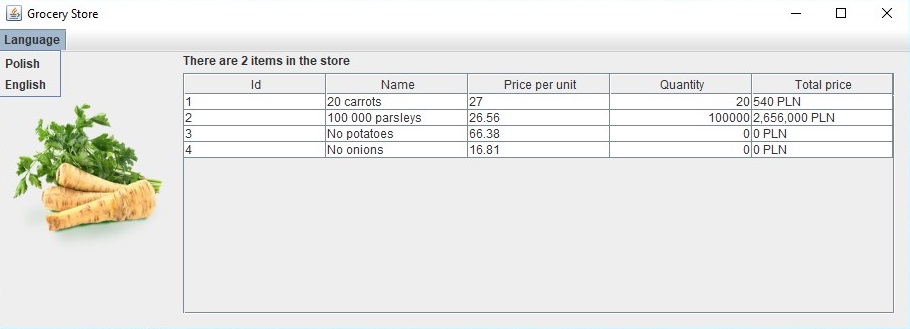 Grocery Store
Language
Polish
English
There are 2 items in the store
Id Name Price per unit Quantity Total price
1 20 carrots 27 20 540 PLN
2 100 000 parsleys 26.56 100000 2,656,000 PLN
3 No potatoes 66.38 0 0 PLN
4 No onions 16.81 0 0 PLN